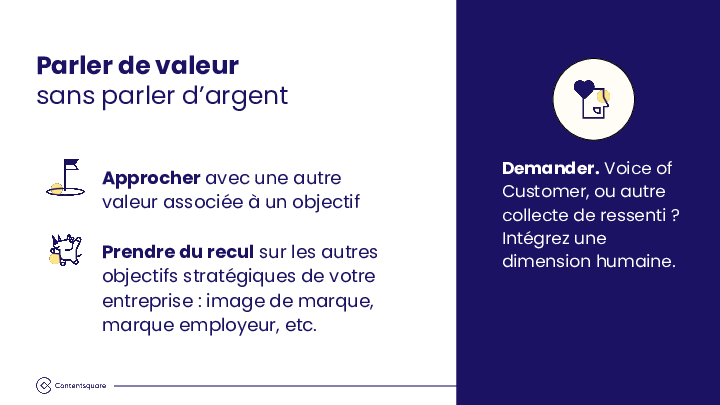 Parler de valeur
sans parler d’argent
Approcher avec une autre
valeur associée à un objectif
Prendre du recul sur les autres
objectifs stratégiques de votre
entreprise : image de marque,
marque employeur, etc.
Contentsquare
Demander. Voice of
Customer, ou autre
collecte de ressenti ?
Intégrez une
dimension humaine.